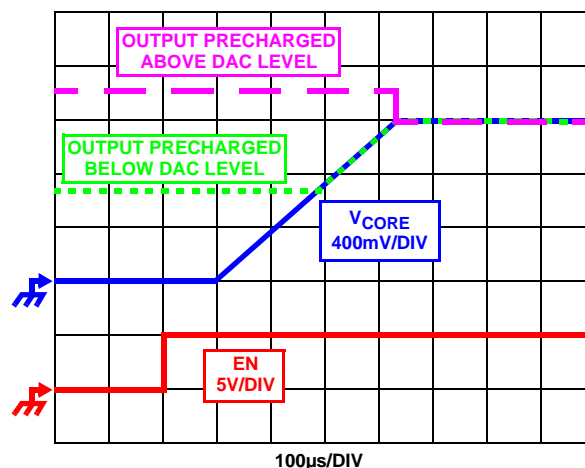 OUTPUT PRECHARGED
ABOVE DAC LEVEL
OUTPUT PRECHARGED
BELOW DAC LEVEL
VCORE
400mV/DIV
EN
5V/DIV
100µs/DIV